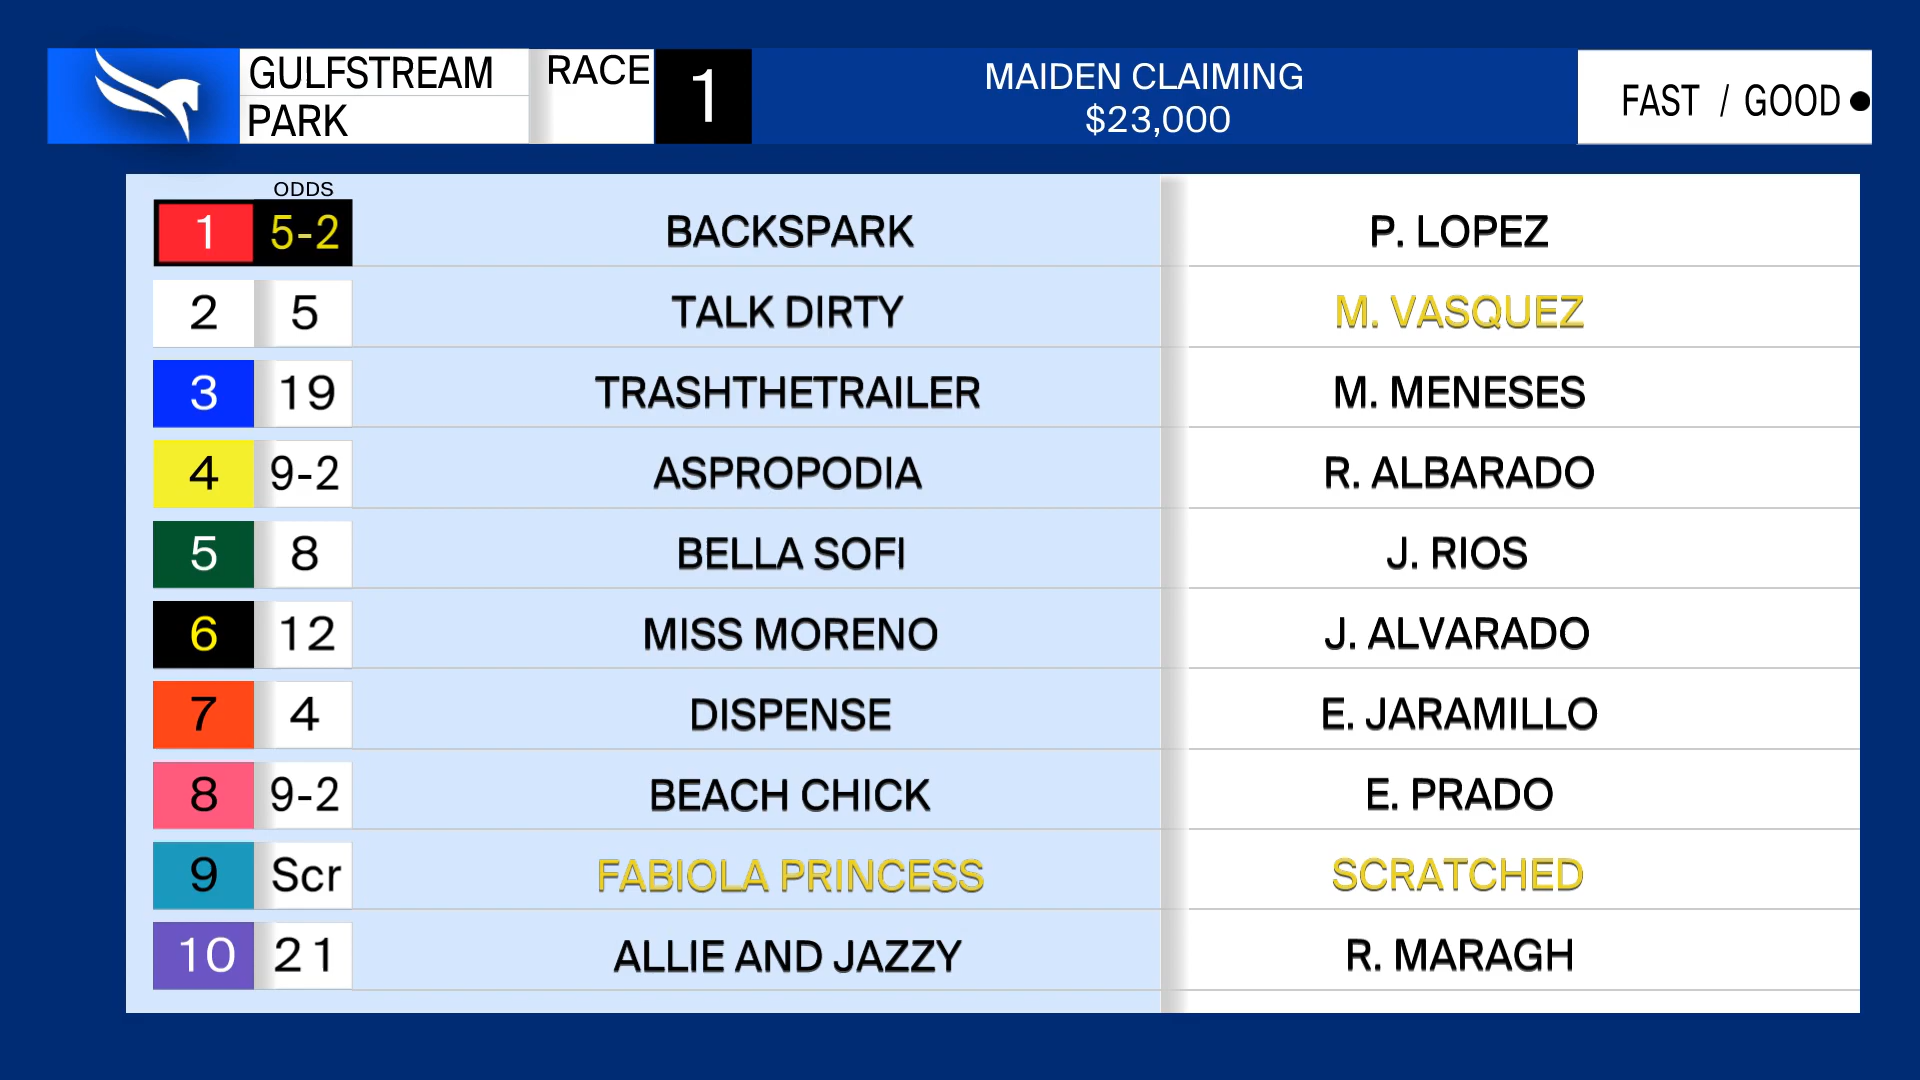 GULFSTREAM PARK RACE 1 MAIDEN CLAIMING $23,000 FAST / GOOD
ODDS
1 5-2 BACKSPARK P. LOPEZ
2 5 TALK DIRTY M. VASQUEZ
3 19 TRASHTHETRAILER M. MENESES
4 9-2 ASPROPODIA R. ALBARADO
5 8 BELLA SOFI J. RIOS
6 12 MISS MORENO J. ALVARADO
7 4 DISPENSE E. JARAMILLO
8 9-2 BEACH CHICK E. PRADO
9 Scr FABIOLA PRINCESS SCRATCHED
10 21 ALLIE AND JAZZY R. MARAGH